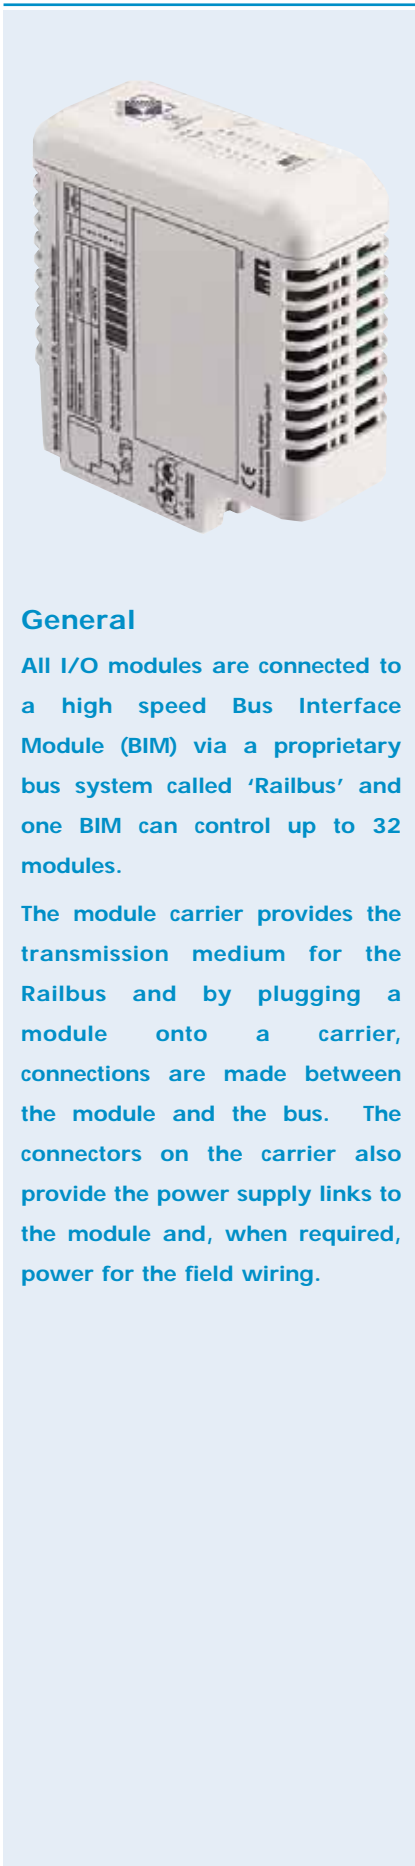 MTL
General
All I/O modules are connected to
a high speed Bus Interface
Module (BIM) via a proprietary
bus system called ‘Railbus’ and
one BIM can control up to 32
modules.
The module carrier provides the
transmission medium for the
Railbus and by plugging a
module onto a carrier,
connections are made between
the module and the bus. The
connectors on the carrier also
provide the power supply links to
the module and, when required,
power for the field wiring.